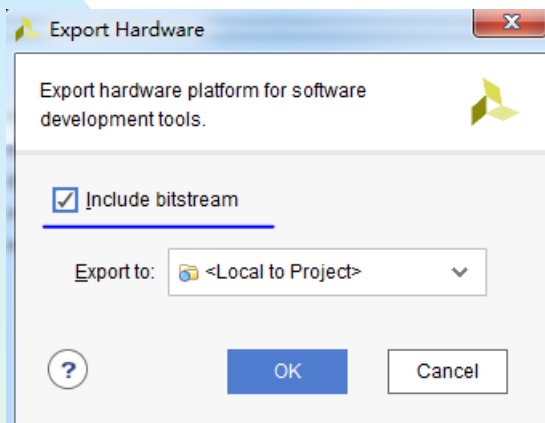 Export Hardware
Export hardware platform for software
development tools.
Include bitstream
Export to: <Local to Project>
? OK Cancel